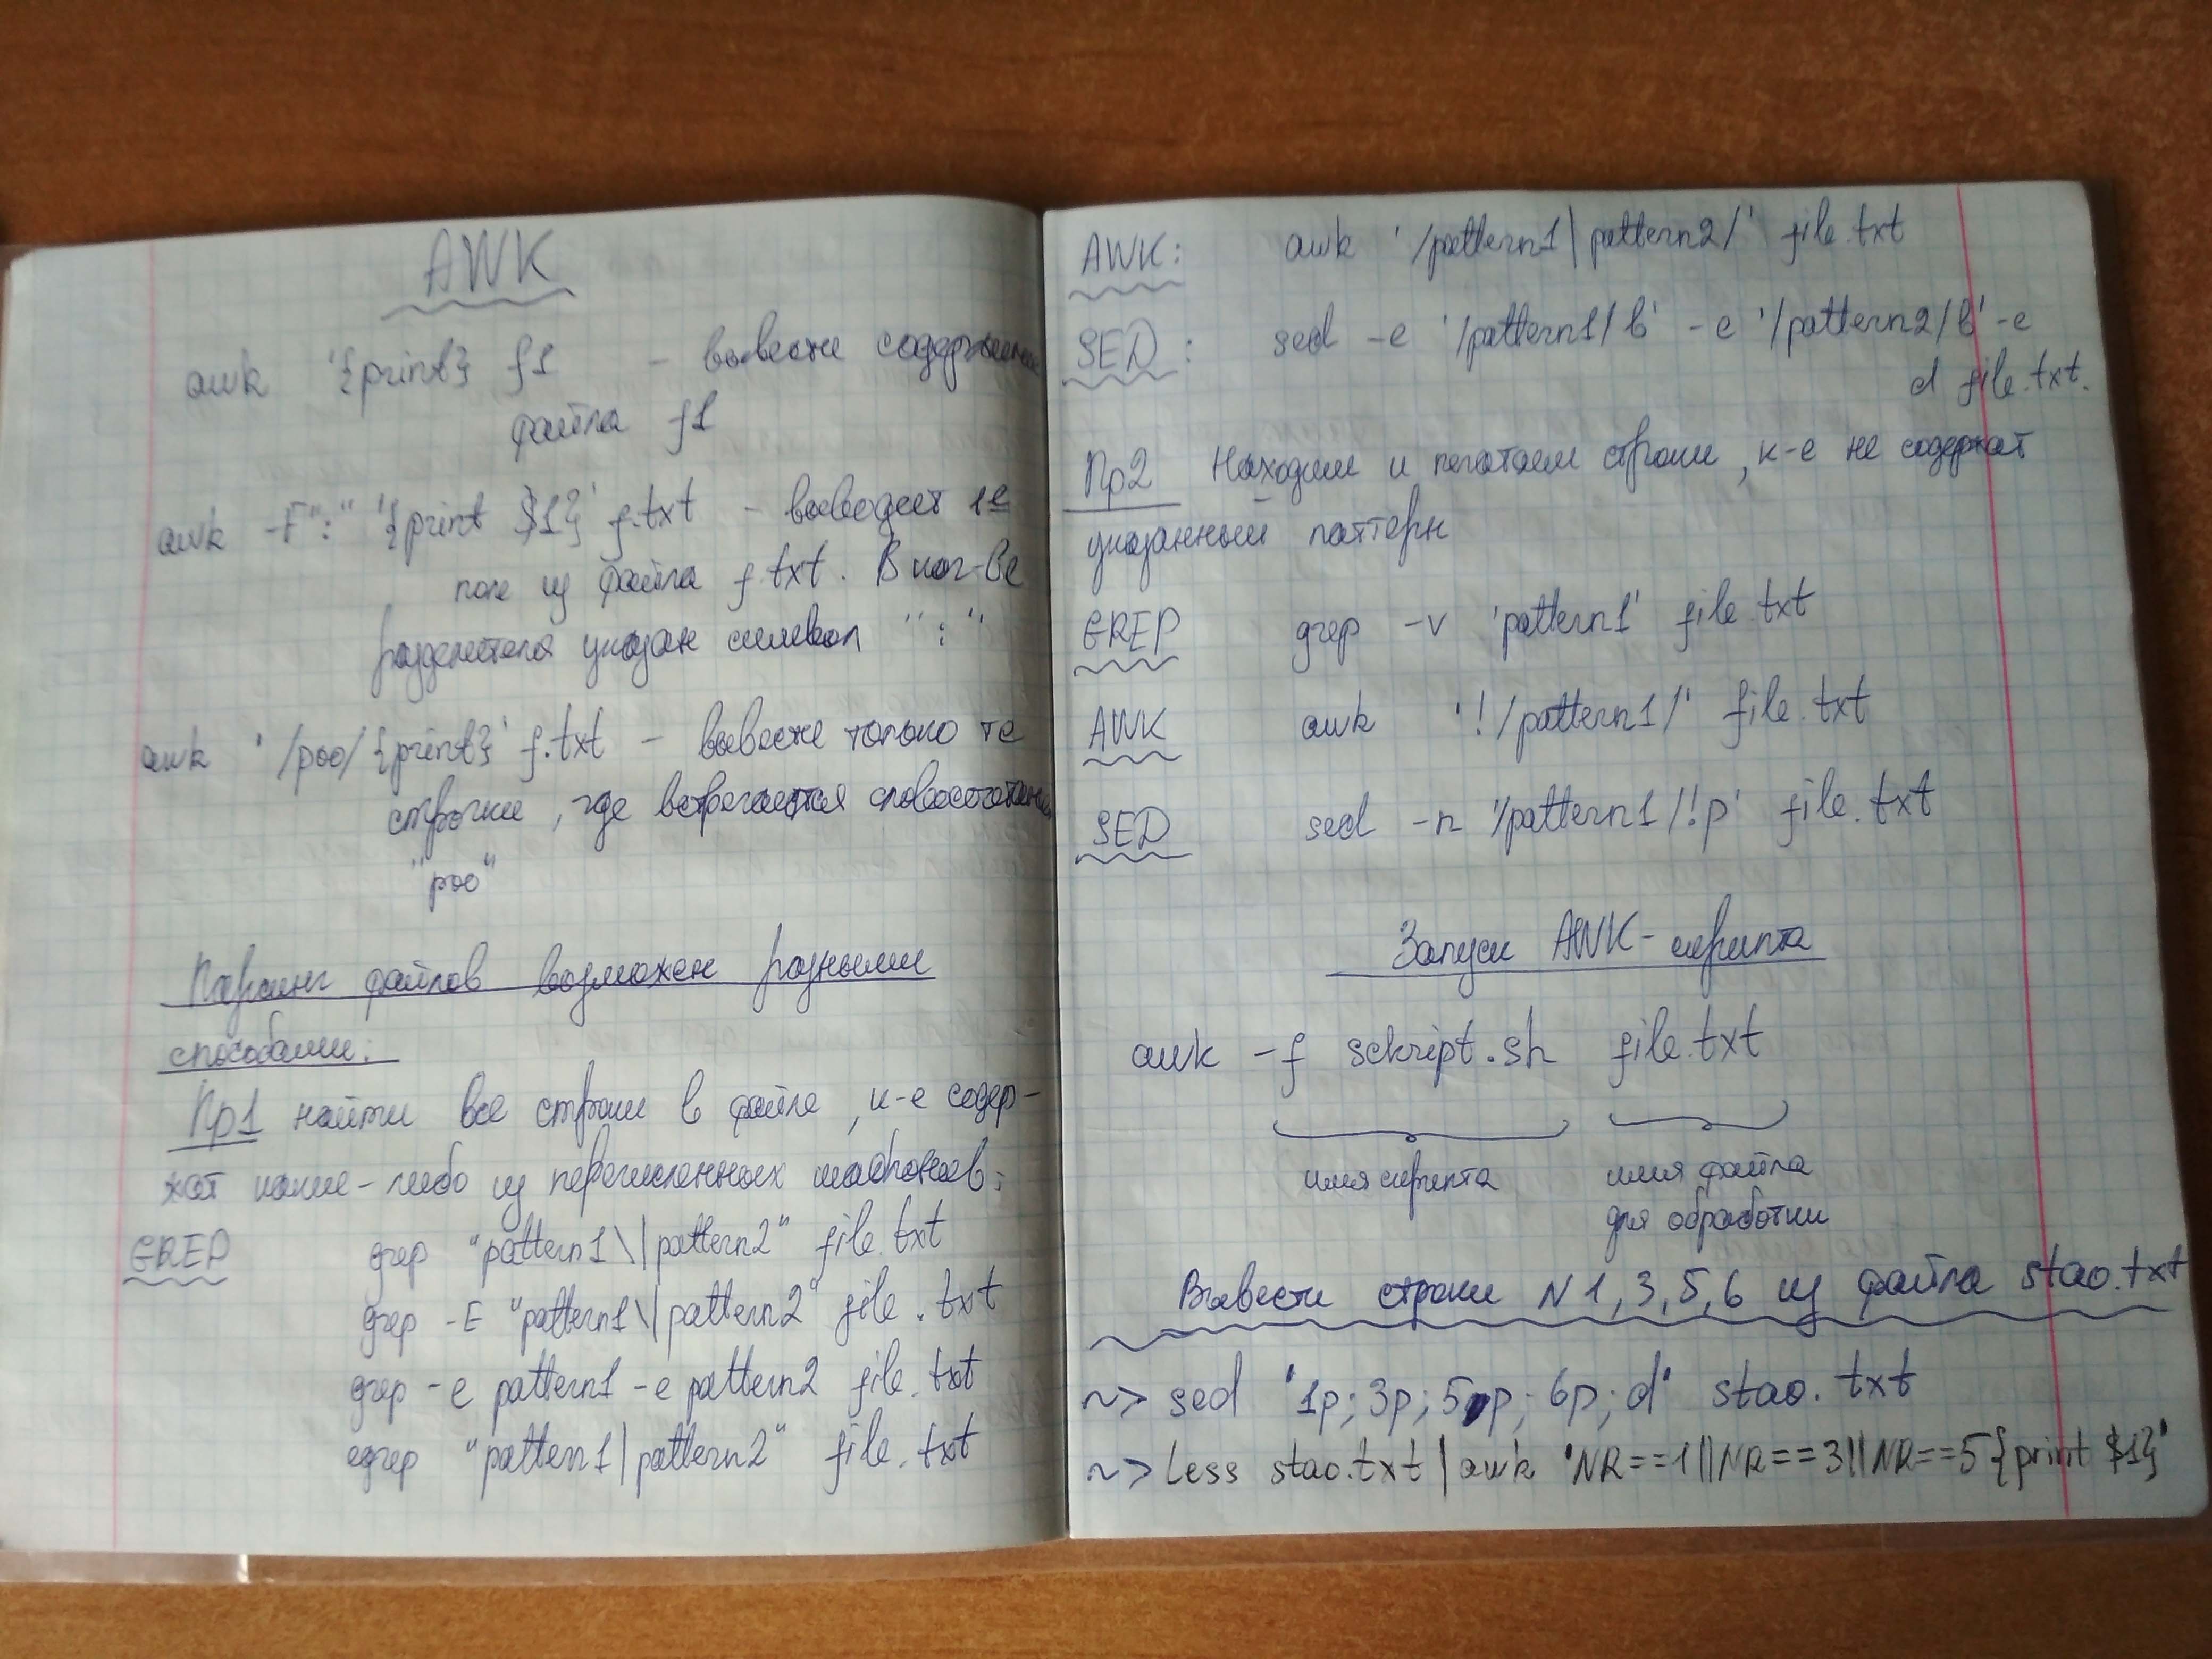 AWK
awk '{print} f1 - вывести содержимое
файла f1
awk -F":" '{print $1}' f.txt - выводит 1е
поле из файла f.txt. В кач-ве
разделителя указан символ ":"
awk '/poo/{print}' f.txt - вывести только те
строчки, где встречается словосочетание
"poo"
Парсинг файлов возможен разными
способами:
Пр1 найти все строки в файле, к-е содер-
жат какие-либо из перечисленных шаблонов:
GREP grep "pattern1\|pattern2" file.txt
grep -E "pattern1\|pattern2" file.txt
grep -e pattern1 -e pattern2 file.txt
egrep "pattern1|pattern2" file.txt
AWK: awk '/pattern1|pattern2/' file.txt
SED: sed -e '/pattern1/b' -e '/pattern2/b' -e
d file.txt.
Пр2 Находим и печатаем строки, к-е не содержат
указанный паттерн
GREP grep -v 'pattern1' file.txt
AWK awk '!/pattern1/' file.txt
SED sed -n '/pattern1/!p' file.txt
Запуск AWK-скрипта
awk -f sckript.sh file.txt
имя скрипта имя файла
для обработки
Вывести строки N 1,3,5,6 из файла stao.txt
~> sed '1p; 3p; 5p; 6p; d' stao.txt
~> less stao.txt | awk 'NR==1||NR==3||NR==5{print $1}'